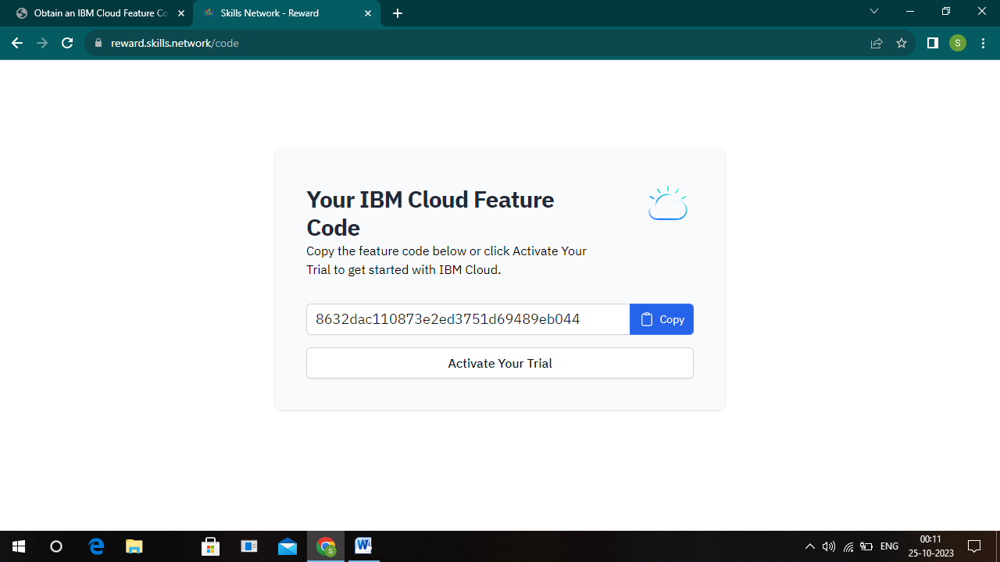 Obtain an IBM Cloud Feature Co
Skills Network - Reward
reward.skills.network/code
S
Your IBM Cloud Feature
Code
Copy the feature code below or click Activate Your
Trial to get started with IBM Cloud.
8632dac110873e2ed3751d69489eb044
Copy
Activate Your Trial
S
W
ENG
00:11
25-10-2023